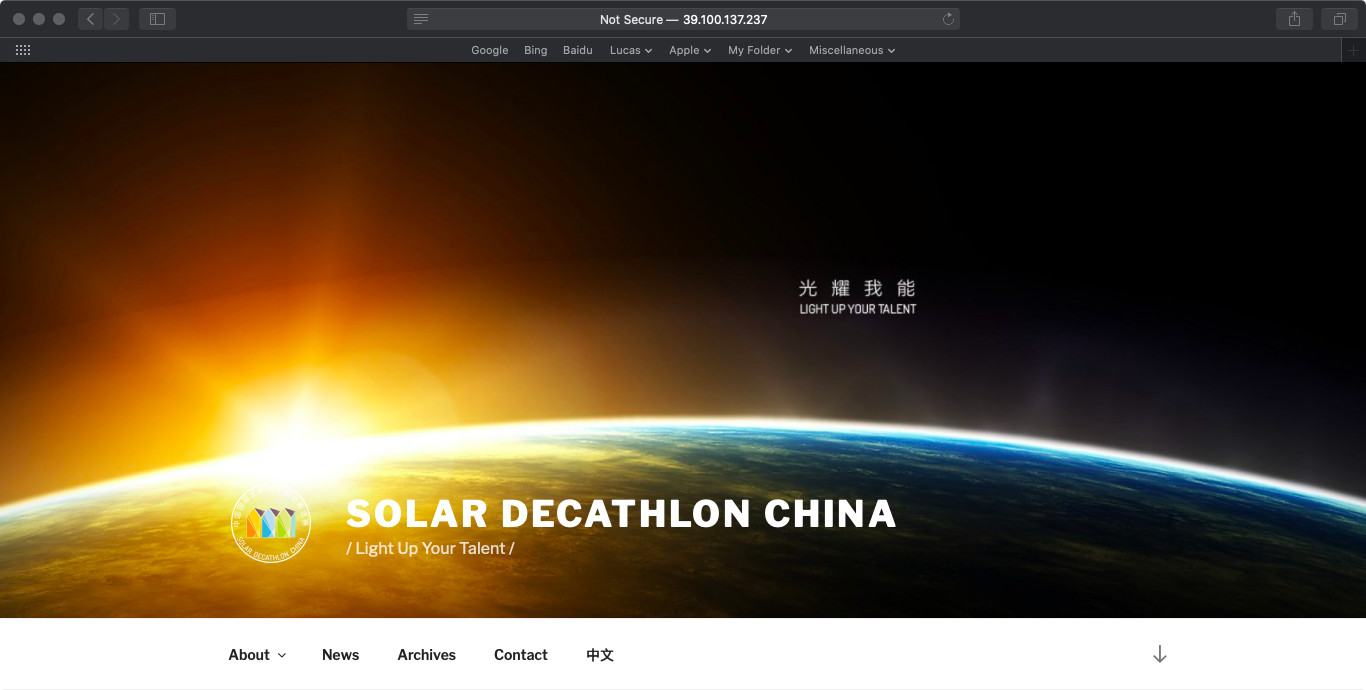 Not Secure — 39.100.137.237
Google Bing Baidu Lucas Apple My Folder Miscellaneous
光耀我能
LIGHT UP YOUR TALENT
SOLAR DECATHLON CHINA
SOLAR DECATHLON CHINA
/ Light Up Your Talent /
About News Archives Contact 中文